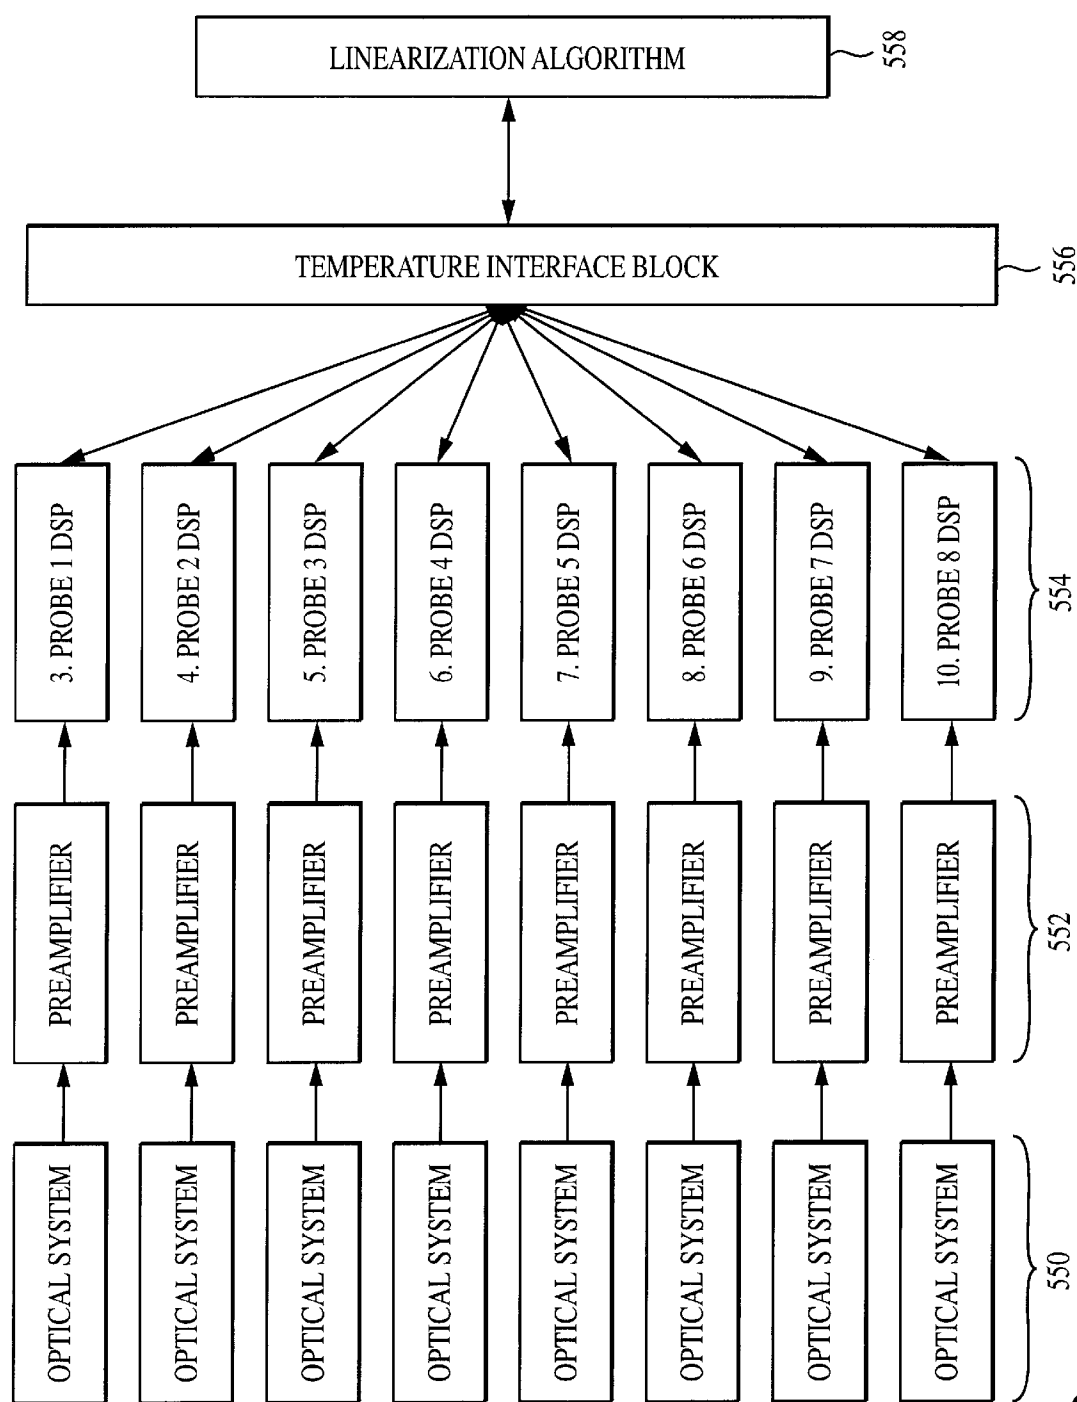 LINEARIZATION ALGORITHM
558
TEMPERATURE INTERFACE BLOCK
556
3. PROBE 1 DSP
4. PROBE 2 DSP
5. PROBE 3 DSP
6. PROBE 4 DSP
7. PROBE 5 DSP
8. PROBE 6 DSP
9. PROBE 7 DSP
10. PROBE 8 DSP
554
PREAMPLIFIER
PREAMPLIFIER
PREAMPLIFIER
PREAMPLIFIER
PREAMPLIFIER
PREAMPLIFIER
PREAMPLIFIER
PREAMPLIFIER
552
OPTICAL SYSTEM
OPTICAL SYSTEM
OPTICAL SYSTEM
OPTICAL SYSTEM
OPTICAL SYSTEM
OPTICAL SYSTEM
OPTICAL SYSTEM
OPTICAL SYSTEM
550